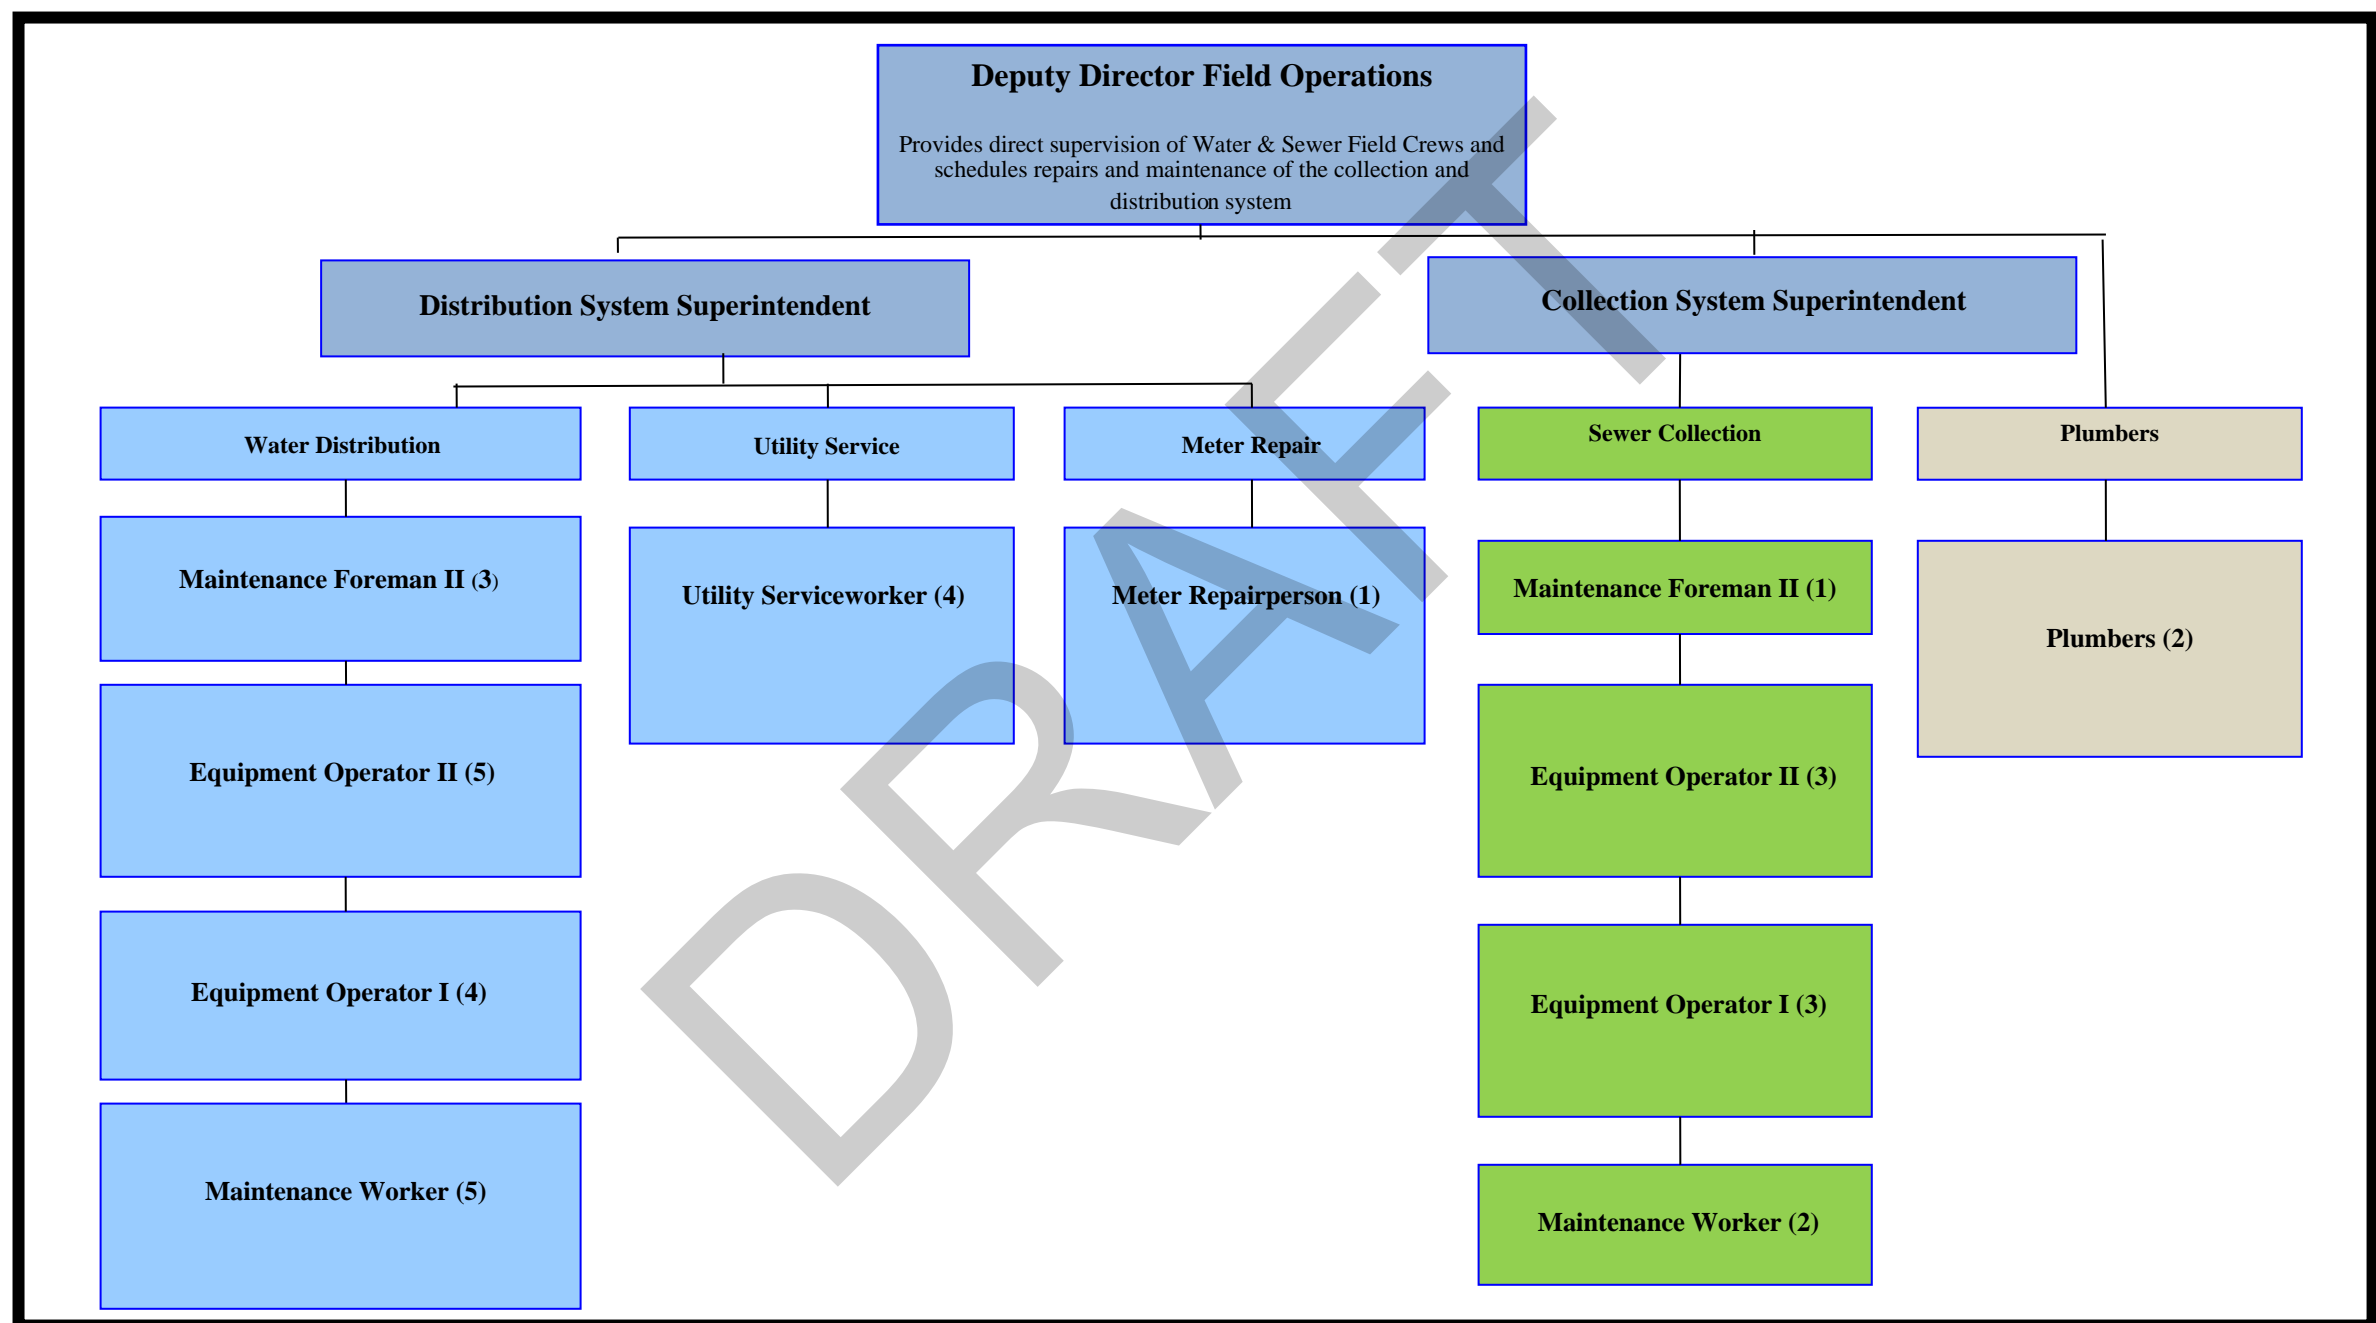 Deputy Director Field Operations
Provides direct supervision of Water & Sewer Field Crews and
schedules repairs and maintenance of the collection and
distribution system
Distribution System Superintendent
Collection System Superintendent
Water Distribution
Utility Service
Meter Repair
Sewer Collection
Plumbers
Maintenance Foreman II (3)
Utility Serviceworker (4)
Meter Repairperson (1)
Maintenance Foreman II (1)
Plumbers (2)
Equipment Operator II (5)
Equipment Operator II (3)
Equipment Operator I (4)
Equipment Operator I (3)
Maintenance Worker (5)
Maintenance Worker (2)
DRAFT